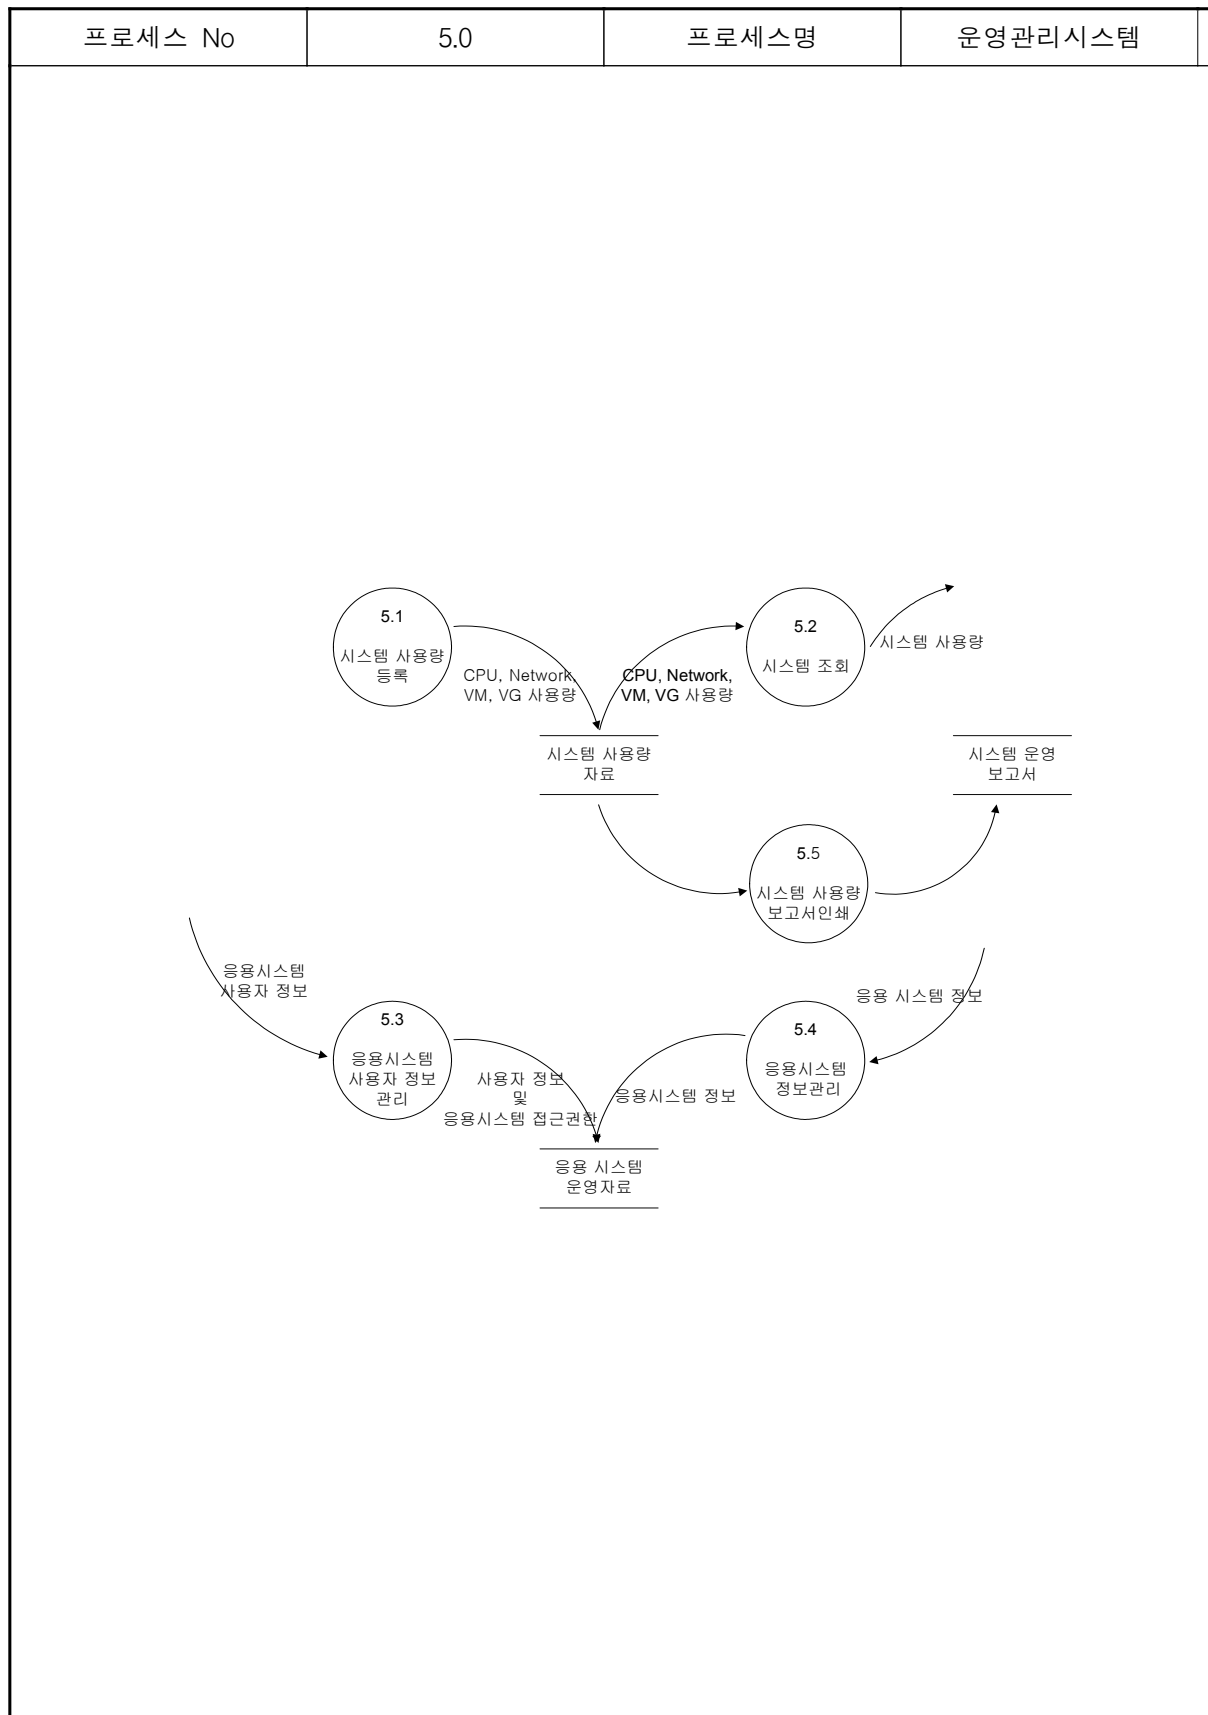 프로세스 No 5.0 프로세스명 운영관리시스템
5.1
시스템 사용량
등록
CPU, Network,
VM, VG 사용량
CPU, Network,
VM, VG 사용량
5.2
시스템 조회
시스템 사용량
시스템 사용량
자료
시스템 운영
보고서
5.5
시스템 사용량
보고서인쇄
응용시스템
사용자 정보
응용 시스템 정보
5.3
응용시스템
사용자 정보
관리
사용자 정보
및
응용시스템 접근권한
응용시스템 정보
5.4
응용시스템
정보관리
응용 시스템
운영자료